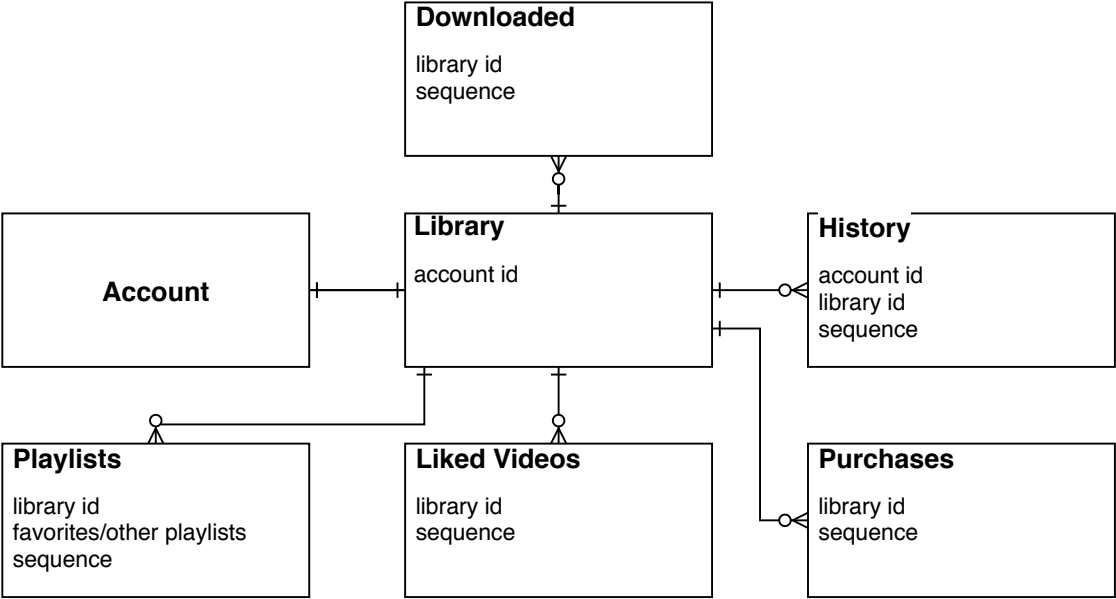 Downloaded
library id
sequence
Account
Library
account id
History
account id
library id
sequence
Playlists
library id
favorites/other playlists
sequence
Liked Videos
library id
sequence
Purchases
library id
sequence